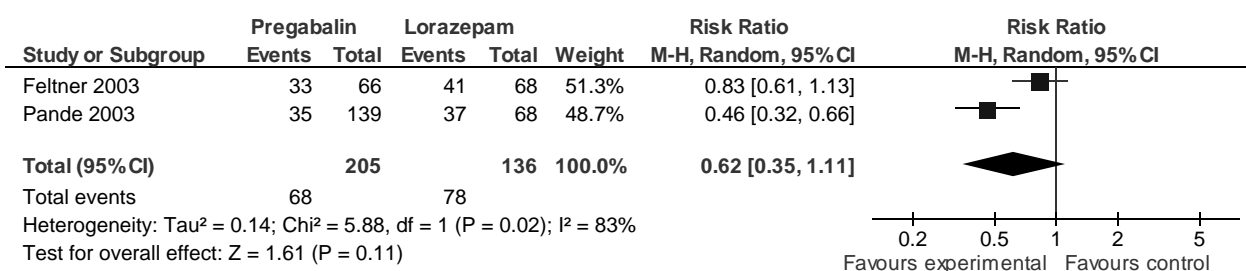 Pregabalin Lorazepam Risk Ratio Risk Ratio
Study or Subgroup Events Total Events Total Weight M-H, Random, 95%CI M-H, Random, 95%CI
Feltner 2003 33 66 41 68 51.3% 0.83 [0.61, 1.13]
Pande 2003 35 139 37 68 48.7% 0.46 [0.32, 0.66]
Total (95%CI) 205 136 100.0% 0.62 [0.35, 1.11]
Total events 68 78
Heterogeneity: Tau² = 0.14; Chi² = 5.88, df = 1 (P = 0.02); I² = 83%
Test for overall effect: Z = 1.61 (P = 0.11)
0.2 0.5 1 2 5
Favours experimental Favours control